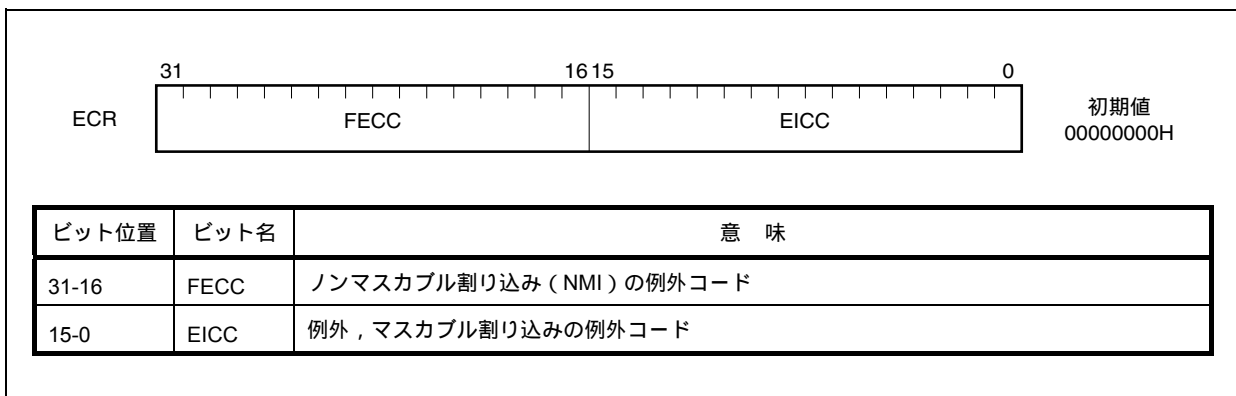 31 16 15 0
ECR FECC EICC 初期値
00000000H
ビット位置 ビット名 意 味
31-16 FECC ノンマスカブル割り込み（NMI）の例外コード
15-0 EICC 例外，マスカブル割り込みの例外コード